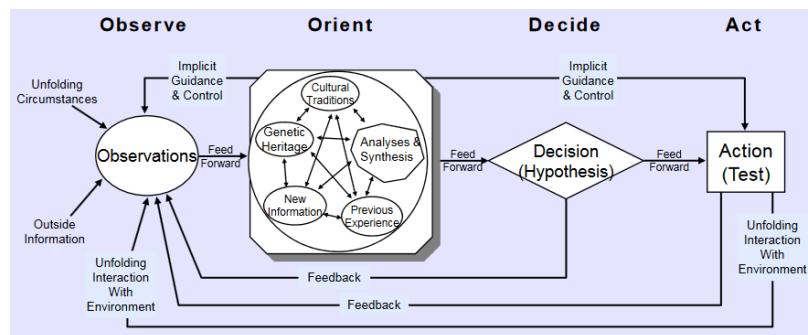 Observe
Orient
Decide
Act
Implicit
Guidance
& Control
Implicit
Guidance
& Control
Unfolding
Circumstances
Cultural
Traditions
Genetic
Heritage
Analyses &
Synthesis
New
Information
Previous
Experience
Observations
Feed
Forward
Feed
Forward
Decision
(Hypothesis)
Feed
Forward
Action
(Test)
Outside
Information
Unfolding
Interaction
With
Environment
Feedback
Feedback
Unfolding
Interaction
With
Environment